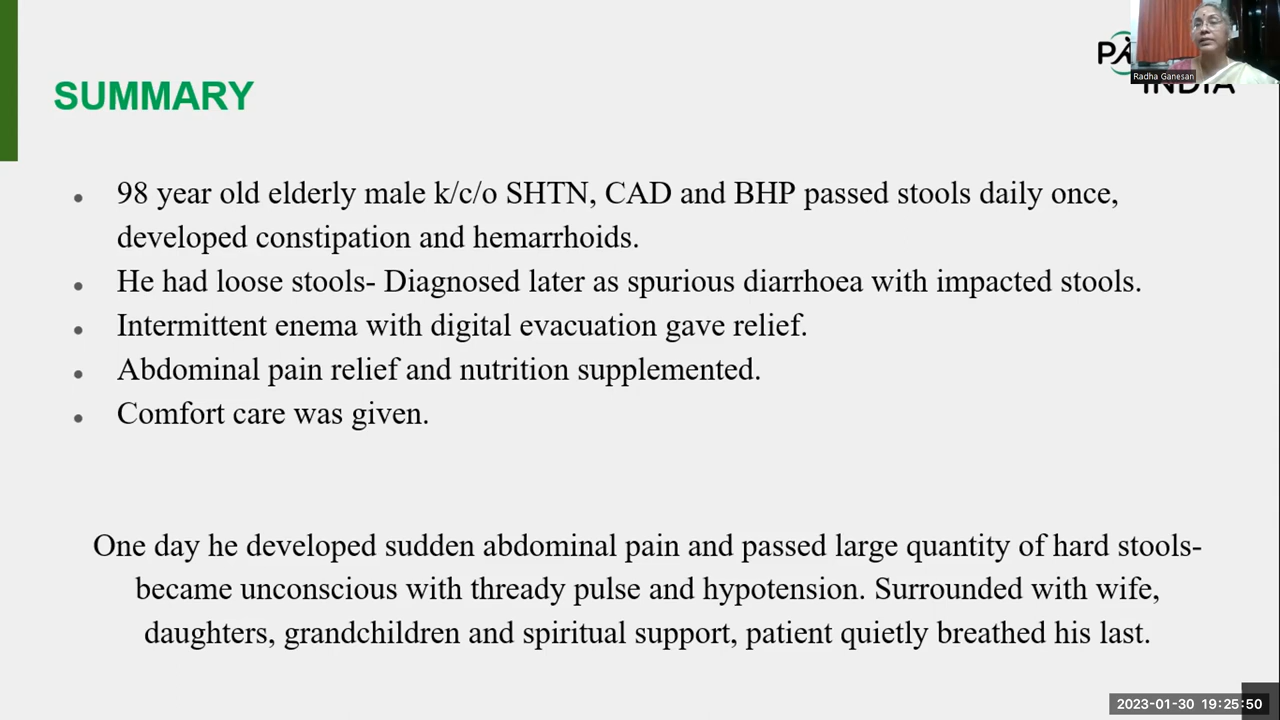 PA
INDIA
Radha Ganesan
SUMMARY
• 98 year old elderly male k/c/o SHTN, CAD and BHP passed stools daily once,
developed constipation and hemarrhoids.
• He had loose stools- Diagnosed later as spurious diarrhoea with impacted stools.
• Intermittent enema with digital evacuation gave relief.
• Abdominal pain relief and nutrition supplemented.
• Comfort care was given.
One day he developed sudden abdominal pain and passed large quantity of hard stools-
became unconscious with thready pulse and hypotension. Surrounded with wife,
daughters, grandchildren and spiritual support, patient quietly breathed his last.
2023-01-30 19:25:50